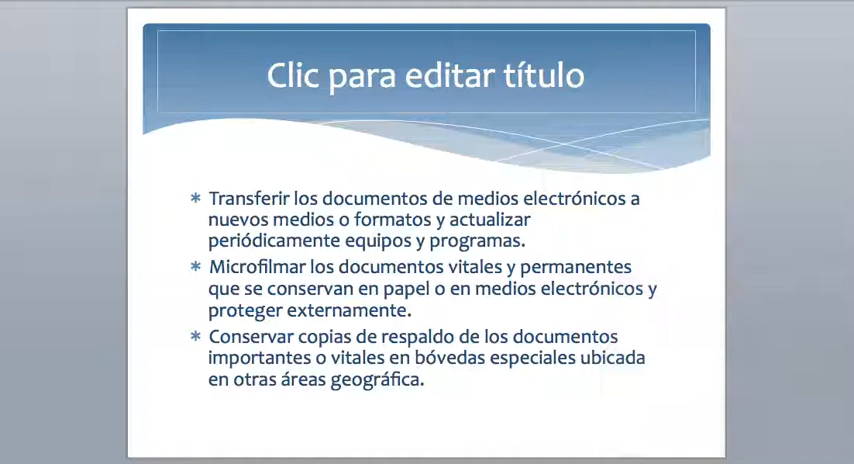 Clic para editar título
* Transferir los documentos de medios electrónicos a
nuevos medios o formatos y actualizar
periódicamente equipos y programas.
* Microfilmar los documentos vitales y permanentes
que se conservan en papel o en medios electrónicos y
proteger externamente.
* Conservar copias de respaldo de los documentos
importantes o vitales en bóvedas especiales ubicada
en otras áreas geográfica.